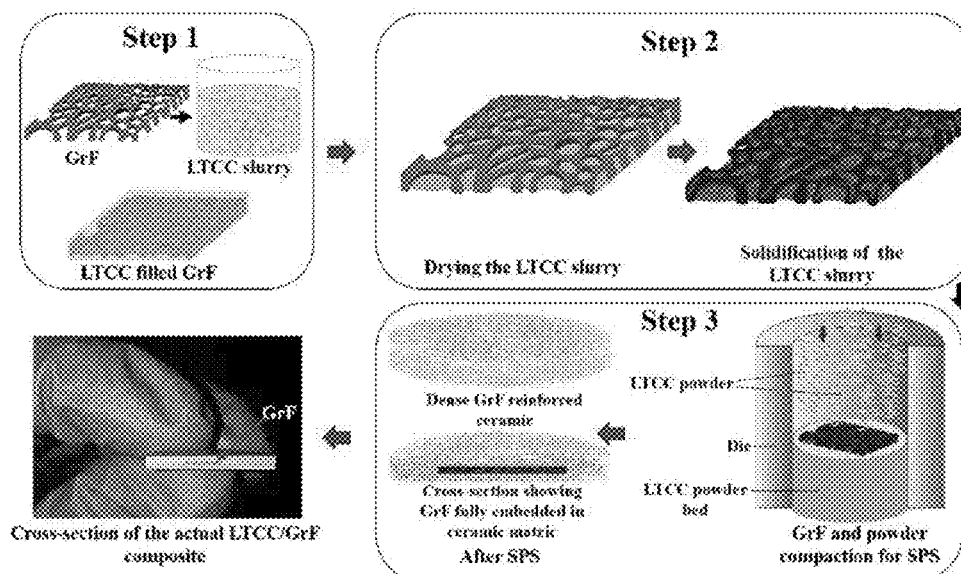 Step 1
GrF
LTCC slurry
LTCC filled GrF
Step 2
Drying the LTCC slurry
Solidification of the
LTCC slurry
Step 3
LTCC powder
Die
LTCC powder
bed
GrF and powder
compaction for SPS
Dense GrF reinforced
ceramic
Cross-section showing
GrF fully embedded in
ceramic matrix
After SPS
GrF
Cross-section of the actual LTCC/GrF
composite